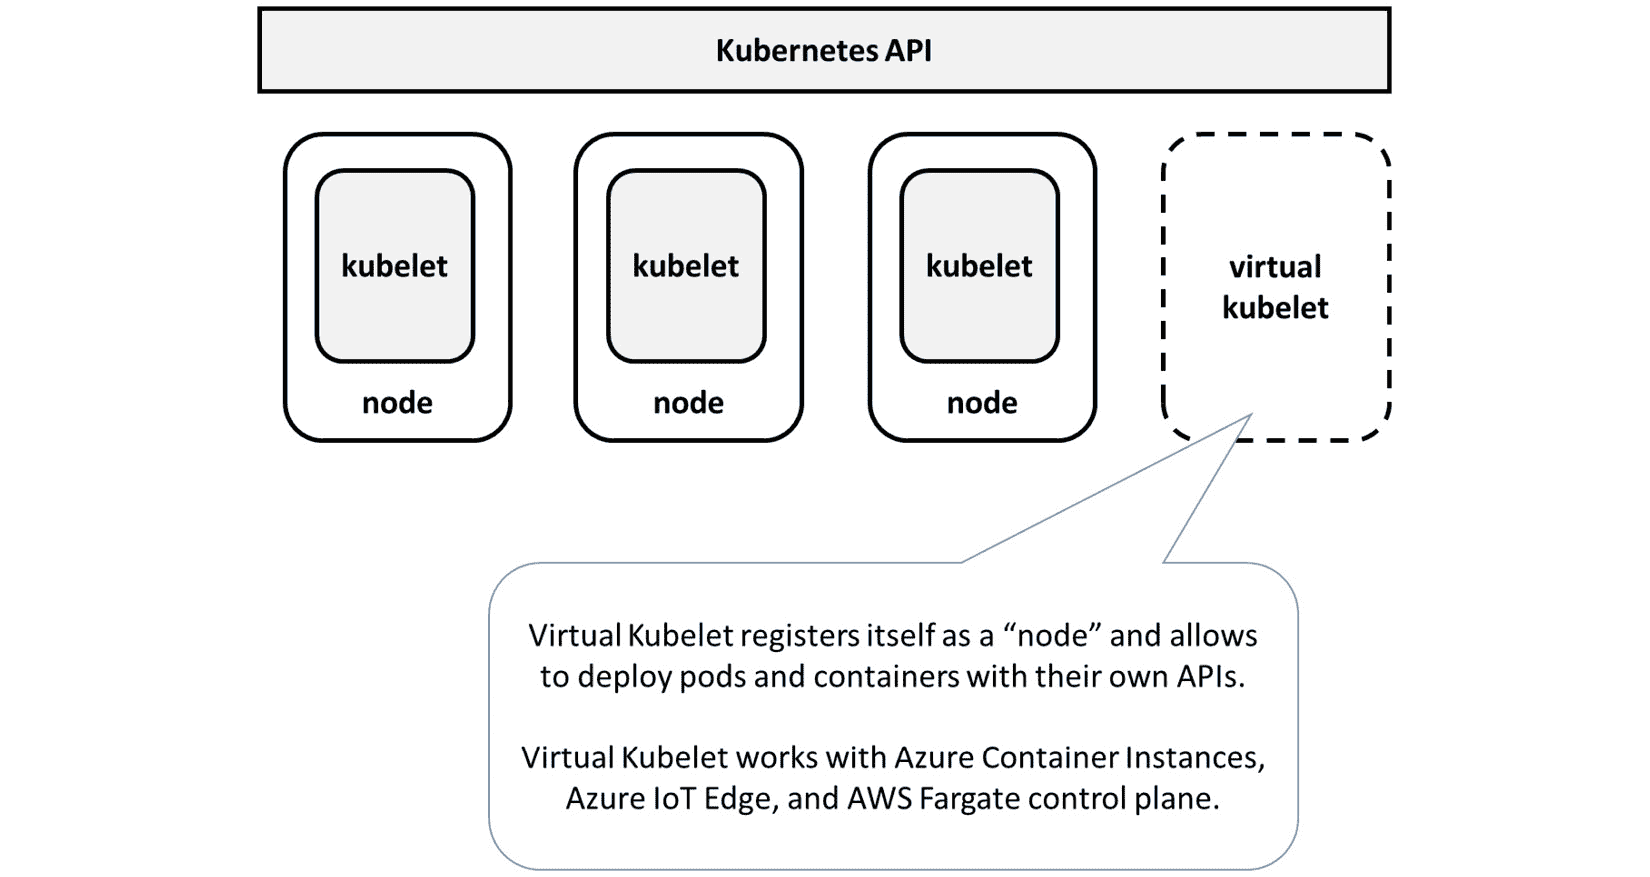 Kubernetes API
kubelet
node
kubelet
node
kubelet
node
virtual
kubelet
Virtual Kubelet registers itself as a “node” and allows
to deploy pods and containers with their own APIs.
Virtual Kubelet works with Azure Container Instances,
Azure IoT Edge, and AWS Fargate control plane.